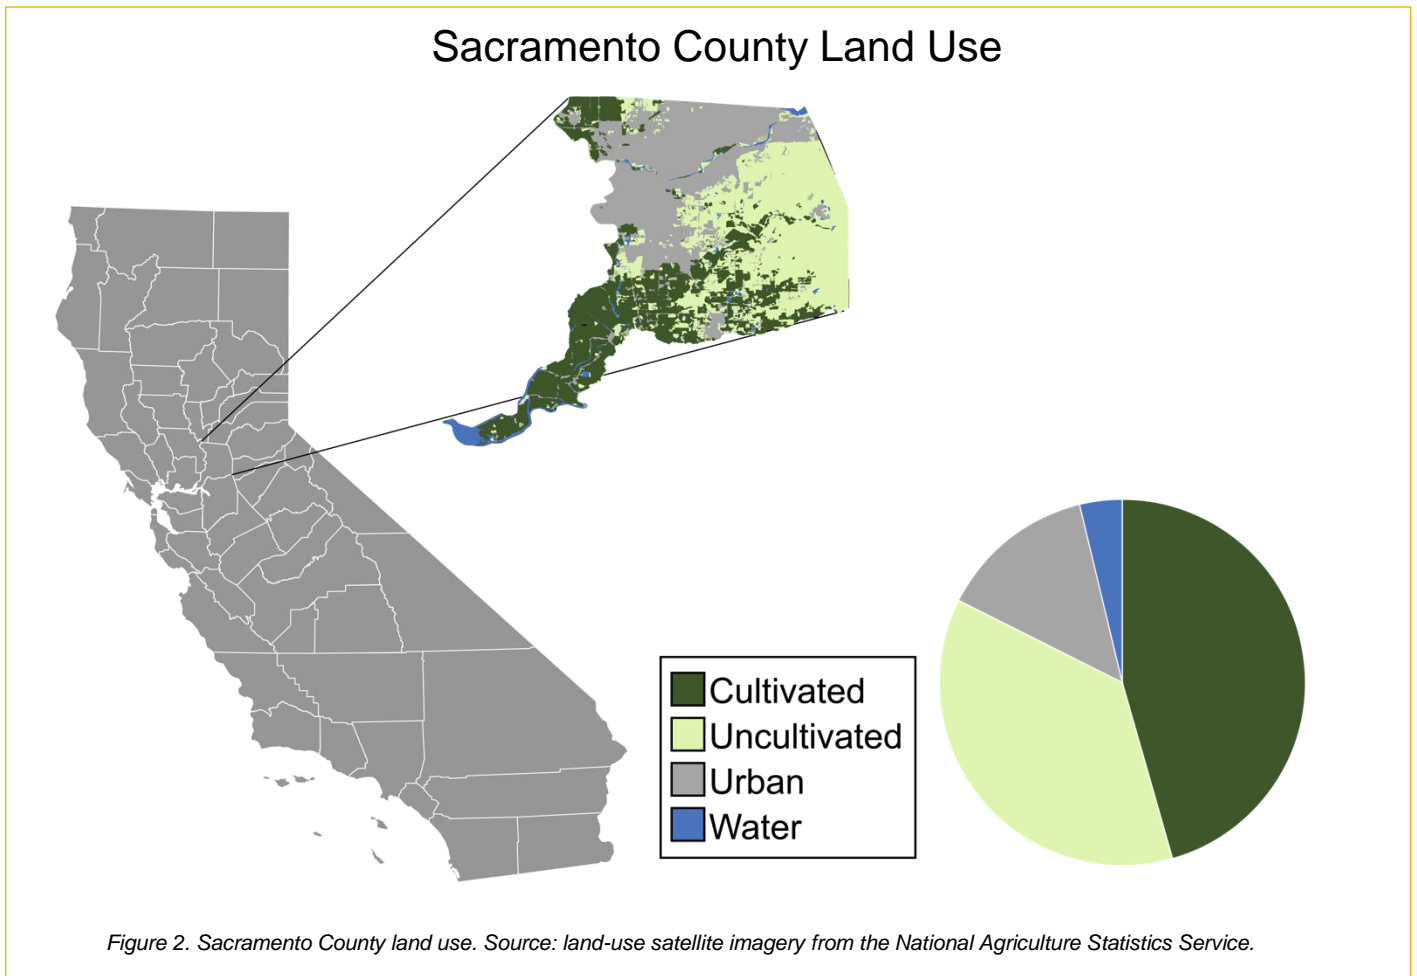 Sacramento County Land Use
Cultivated
Uncultivated
Urban
Water
Figure 2. Sacramento County land use. Source: land-use satellite imagery from the National Agriculture Statistics Service.